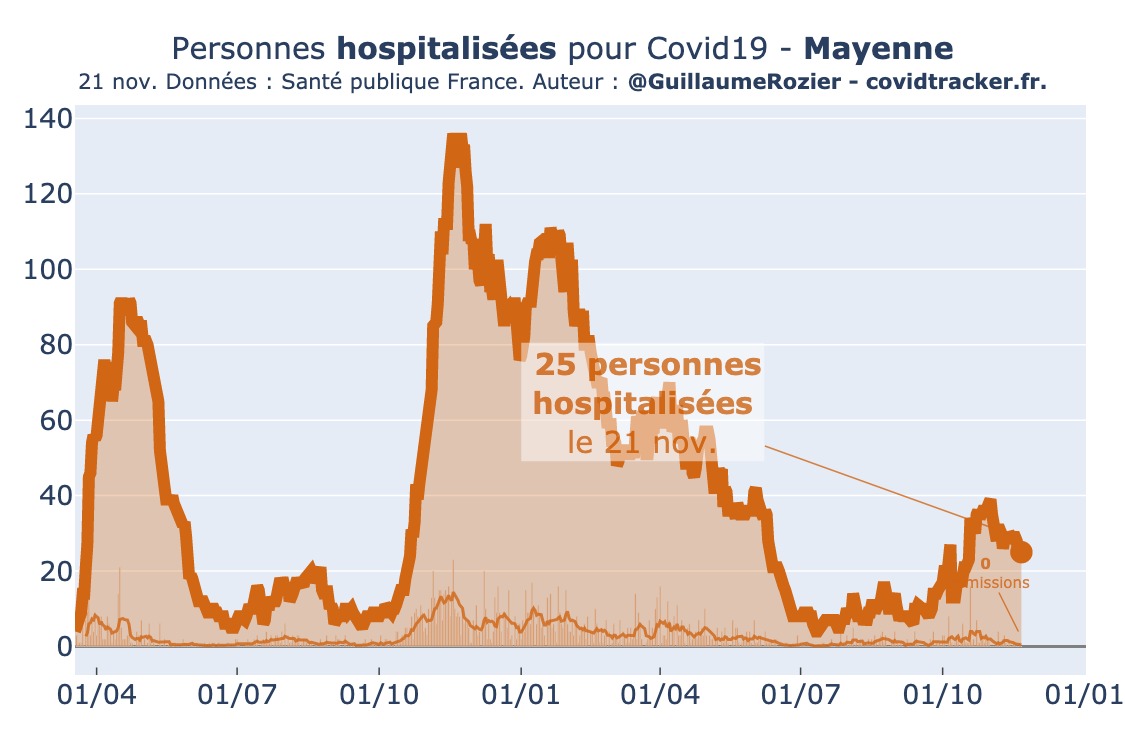 Personnes hospitalisées pour Covid19 - Mayenne
21 nov. Données : Santé publique France. Auteur : @GuillaumeRozier - covidtracker.fr.
140
120
100
80
60
40
20
0
25 personnes
hospitalisées
le 21 nov.
0
missions
01/04 01/07 01/10 01/01 01/04 01/07 01/10 01/01